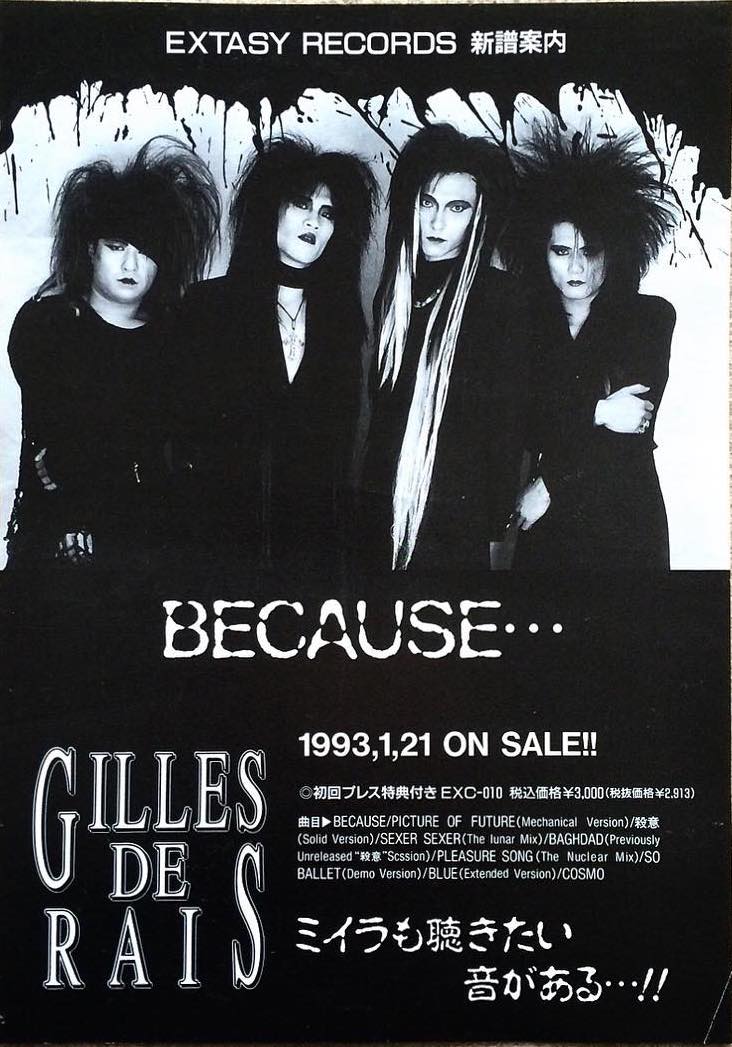 EXTASY RECORDS 新譜案内
BECAUSE…
GILLES
DE
RAIS
1993,1,21 ON SALE!!
◎初回プレス特典付き EXC-010 税込価格¥3,000(税抜価格¥2,913)
曲目▶BECAUSE/PICTURE OF FUTURE(Mechanical Version)/殺意
(Solid Version)/SEXER SEXER(The lunar Mix)/BAGHDAD(Previously
Unreleased "殺意" Scssion)/PLEASURE SONG(The Nuclear Mix)/SO
BALLET(Demo Version)/BLUE(Extended Version)/COSMO
ミイラも聴きたい
音がある…!!